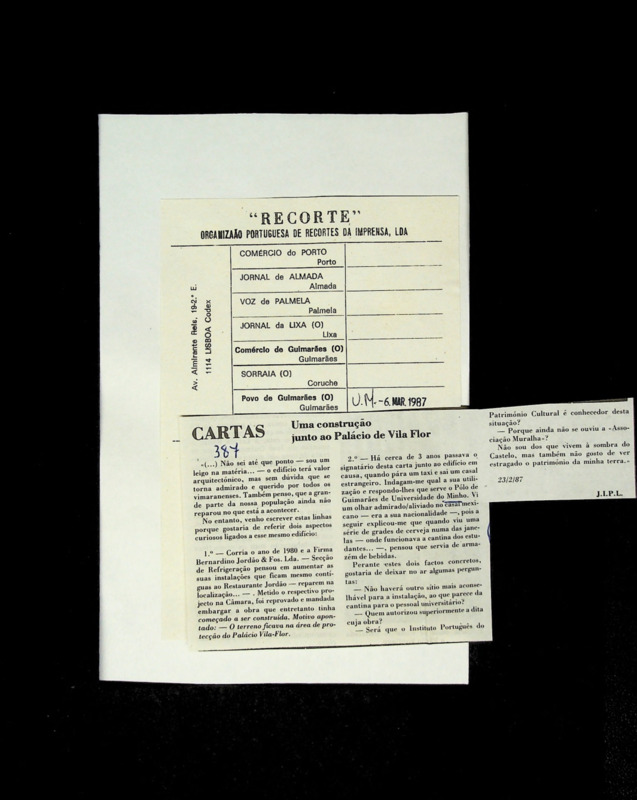 "RECORTE"
ORGANIZAÃO PORTUGUESA DE RECORTES DA IMPRENSA, LDA
Av. Almirante Reis, 19-2.º E.
1114 LISBOA Codex
COMÉRCIO do PORTO
Porto
JORNAL de ALMADA
Almada
VOZ de PALMELA
Palmela
JORNAL da LIXA (O)
Lixa
Comércio de Guimarães (O)
Guimarães
SORRAIA (O)
Coruche
Povo de Guimarães (O)
Guimarães
U.M. -6. MAR. 1987
CARTAS
387
Uma construção
junto ao Palácio de Vila Flor
«(...) Não sei até que ponto — sou um
leigo na matéria... — o edifício terá valor
arquitectónico, mas sem dúvida que se
torna admirado e querido por todos os
vimaranenses. Também penso, que a gran-
de parte da nossa população ainda não
reparou no que está a acontecer.
No entanto, venho escrever estas linhas
porque gostaria de referir dois aspectos
curiosos ligados a esse mesmo edifício:
1.º — Corria o ano de 1980 e a Firma
Bernardino Jordão & Fos. Lda. — Secção
de Refrigeração pensou em aumentar as
suas instalações que ficam mesmo contí-
guas ao Restaurante Jordão — reparem na
localização... — . Metido o respectivo pro-
jecto na Câmara, foi reprovado e mandada
embargar a obra que entretanto tinha
começado a ser construída. Motivo apon-
tado: — O terreno ficava na área de pro-
tecção do Palácio Vila-Flor.
2.º — Há cerca de 3 anos passava o
signatário desta carta junto ao edifício em
causa, quando pára um taxi e sai um casal
estrangeiro. Indagam-me qual a sua utili-
zação e respondo-lhes que serve o Pólo de
Guimarães de Universidade do Minho. Vi
um olhar admirado/aliviado no casal mexi-
cano — era a sua nacionalidade —, pois a
seguir explicou-me que quando viu uma
série de grades de cerveja numa das jane-
las — onde funcionava a cantina dos estu-
dantes... —, pensou que servia de arma-
zém de bebidas.
Perante estes dois factos concretos,
gostaria de deixar no ar algumas pergun-
tas:
— Não haverá outro sítio mais aconse-
lhável para a instalação, ao que parece da
cantina para o pessoal universitário?
— Quem autorizou superiormente a dita
cuja obra?
— Será que o Instituto Português do
Património Cultural é conhecedor desta
situação?
— Porque ainda não se ouviu a «Asso-
ciação Muralha»?
Não sou dos que vivem à sombra do
Castelo, mas também não gosto de ver
estragado o património da minha terra.»
23/2/87
J.I.P.L.